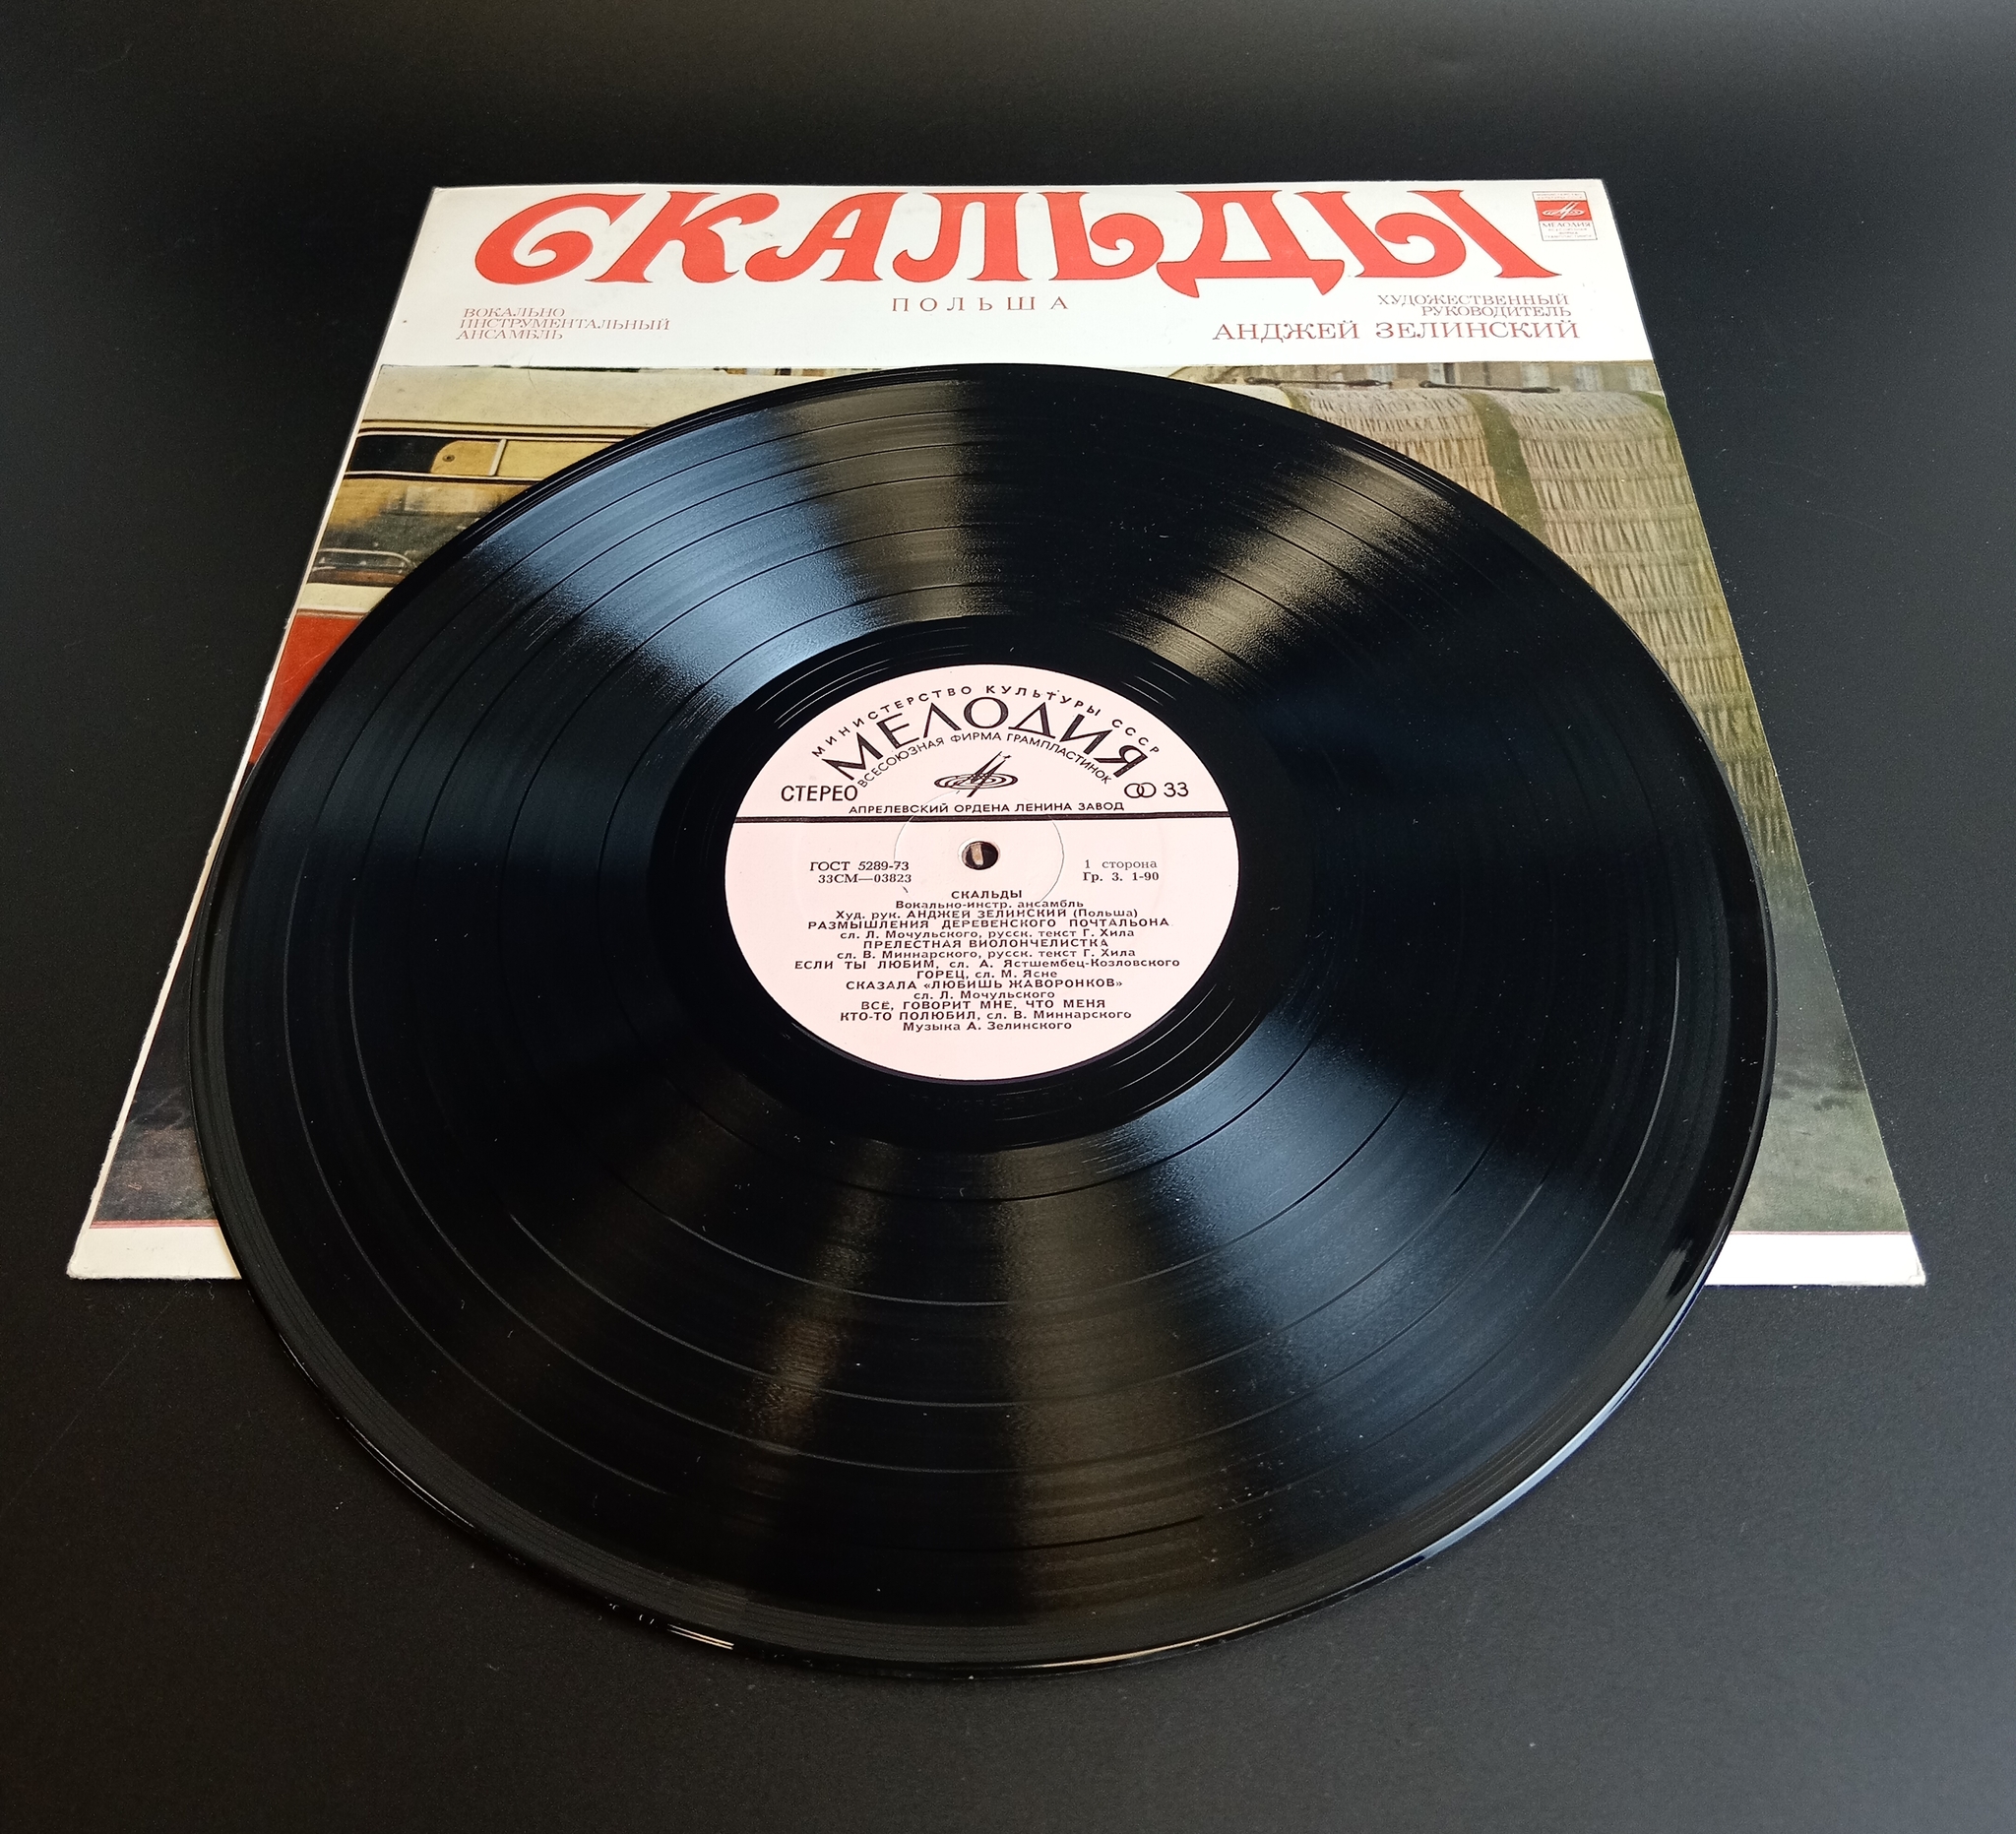 СКАЛЬДЫ
ПОЛЬША
ВОКАЛЬНО
ИНСТРУМЕНТАЛЬНЫЙ
АНСАМБЛЬ
ХУДОЖЕСТВЕННЫЙ
РУКОВОДИТЕЛЬ
АНДЖЕЙ ЗЕЛИНСКИЙ
МЕЛОДИЯ
МИНИСТЕРСТВО КУЛЬТУРЫ СССР
МЕЛОДИЯ
ВСЕСОЮЗНАЯ ФИРМА ГРАМПЛАСТИНОК
СТЕРЕО
33
АПРЕЛЕВСКИЙ ОРДЕНА ЛЕНИНА ЗАВОД
ГОСТ 5289-73
33СМ—03823
1 сторона
Гр. 3. 1-90
СКАЛЬДЫ
Вокально-инстр. ансамбль
Худ. рук. АНДЖЕЙ ЗЕЛИНСКИЙ (Польша)
РАЗМЫШЛЕНИЯ ДЕРЕВЕНСКОГО ПОЧТАЛЬОНА
сл. Л. Мочульского, русск. текст Г. Хила
ПРЕЛЕСТНАЯ ВИОЛОНЧЕЛИСТКА
сл. В. Миннарского, русск. текст Г. Хила
ЕСЛИ ТЫ ЛЮБИМ, сл. А. Ястшембец-Козловского
ГОРЕЦ, сл. М. Ясне
СКАЗАЛА «ЛЮБИШЬ ЖАВОРОНКОВ»
сл. Л. Мочульского
ВСЕ, ГОВОРИТ МНЕ, ЧТО МЕНЯ
КТО-ТО ПОЛЮБИЛ, сл. В. Миннарского
Музыка А. Зелинского